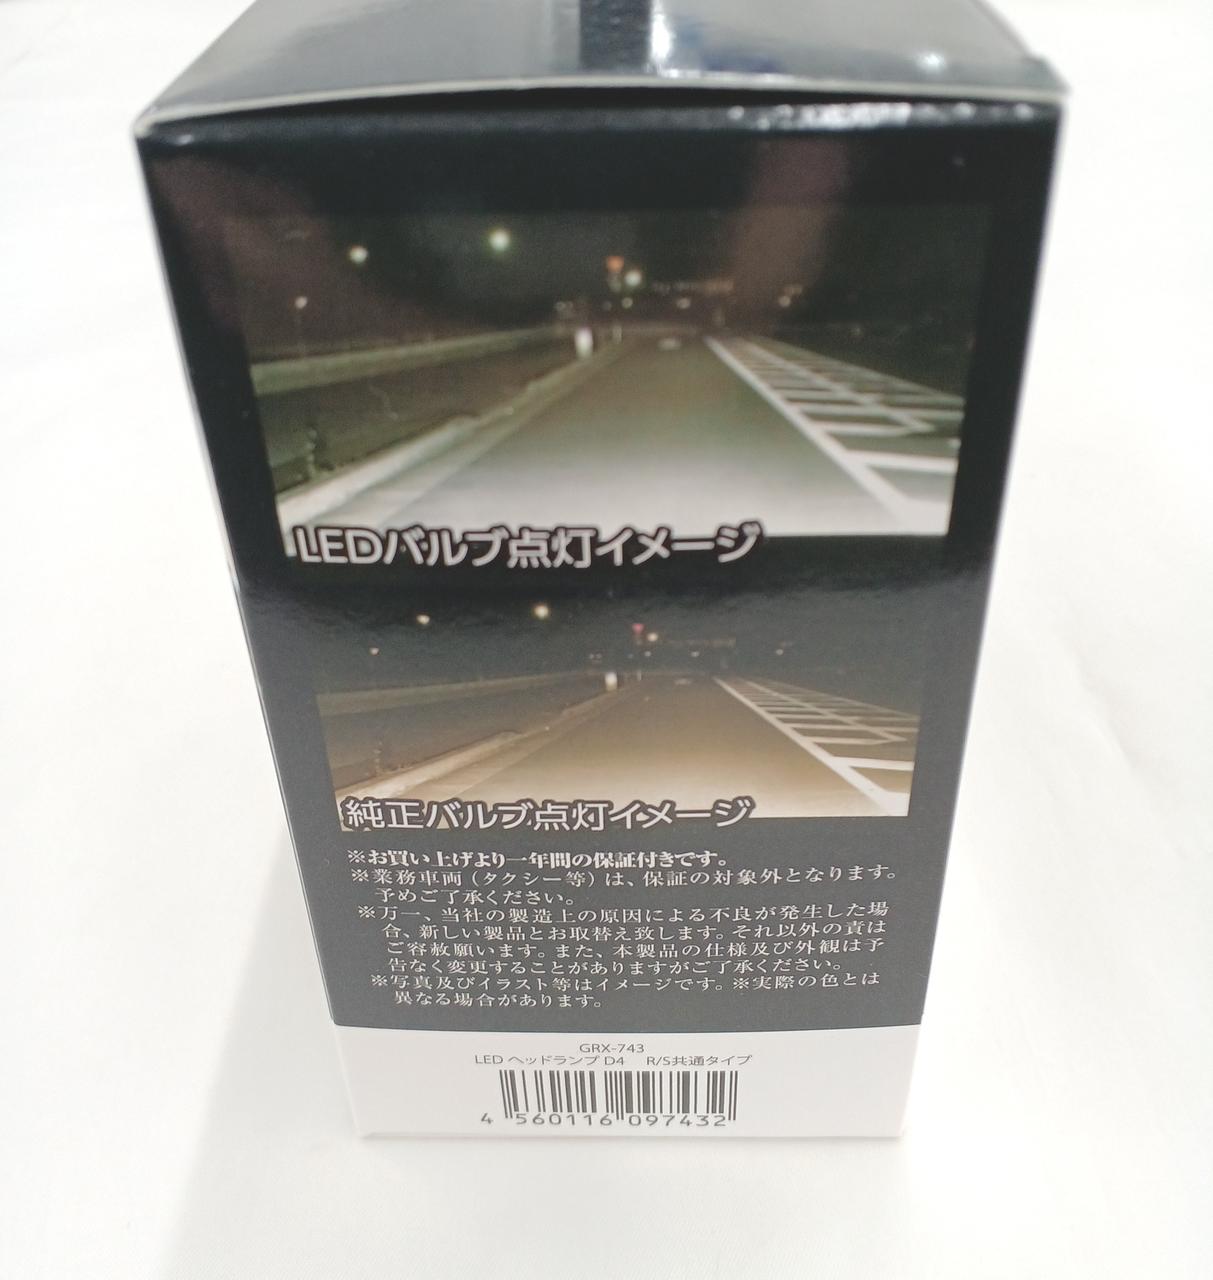 LEDバルブ点灯イメージ
純正バルブ点灯イメージ
※お買い上げより一年間の保証付きです。
※業務車両（タクシー等）は、保証の対象外となります。
予めご了承ください。
※万一、当社の製造上の原因による不良が発生した場
合、新しい製品とお取替え致します。それ以外の責は
ご容赦願います。また、本製品の仕様及び外観は予
告なく変更することがありますがご了承ください。
※写真及びイラスト等はイメージです。※実際の色とは
異なる場合があります。
GRX-743
LED ヘッドランプ D4 R/S共通タイプ
4 560116 097432